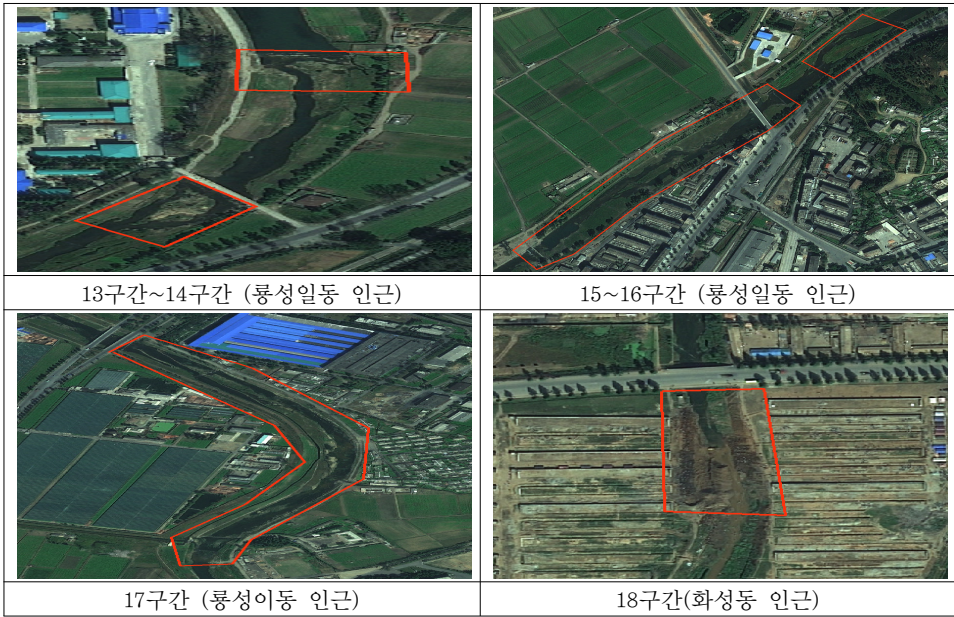 13구간~14구간 (룡성일동 인근)
15~16구간 (룡성일동 인근)
17구간 (룡성이동 인근)
18구간(화성동 인근)